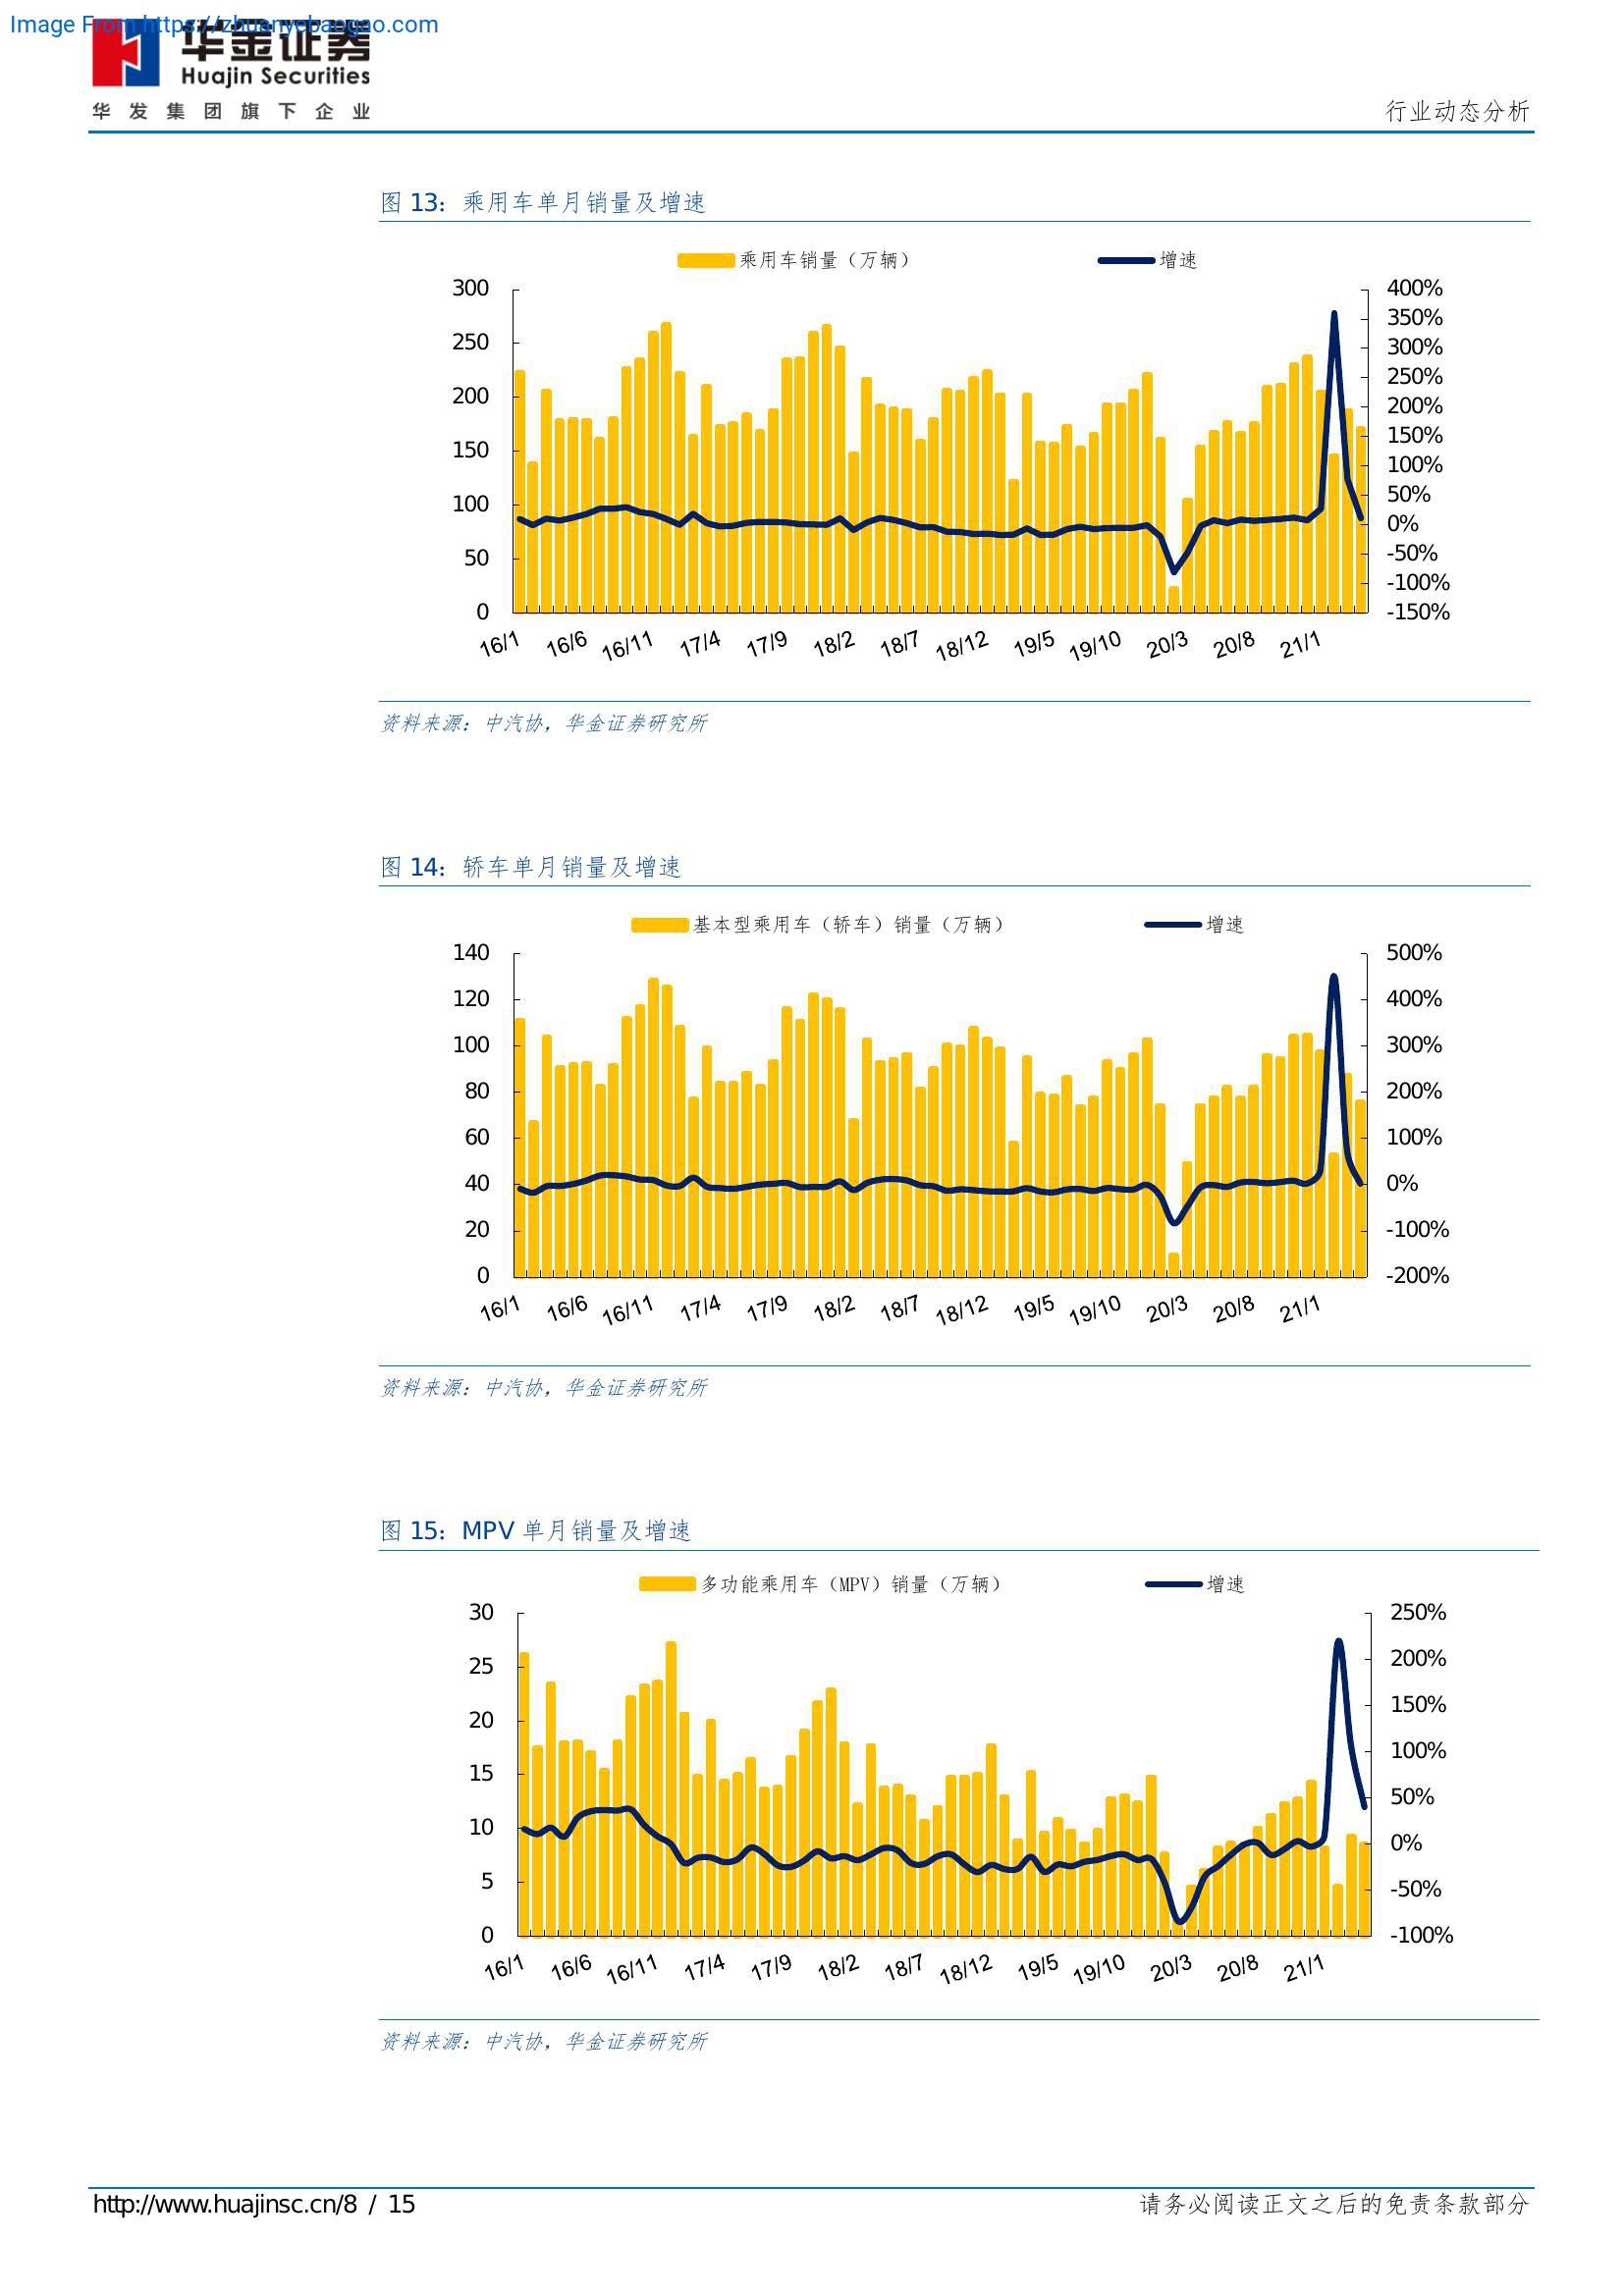 Image From https://zhuanyebaogao.com
华金证券
Huajin Securities
华发集团旗下企业
行业动态分析
图 13：乘用车单月销量及增速
乘用车销量（万辆） 增速
300 400%
350%
250 300%
250%
200 200%
150 150%
100%
100 50%
0%
50 -50%
-100%
0 -150%
16/1 16/6 16/11 17/4 17/9 18/2 18/7 18/12 19/5 19/10 20/3 20/8 21/1
资料来源：中汽协，华金证券研究所
图 14：轿车单月销量及增速
基本型乘用车（轿车）销量（万辆） 增速
140 500%
120 400%
100 300%
80 200%
60 100%
40 0%
20 -100%
0 -200%
16/1 16/6 16/11 17/4 17/9 18/2 18/7 18/12 19/5 19/10 20/3 20/8 21/1
资料来源：中汽协，华金证券研究所
图 15：MPV 单月销量及增速
多功能乘用车（MPV）销量（万辆） 增速
30 250%
25 200%
20 150%
15 100%
50%
10 0%
5 -50%
0 -100%
16/1 16/6 16/11 17/4 17/9 18/2 18/7 18/12 19/5 19/10 20/3 20/8 21/1
资料来源：中汽协，华金证券研究所
http://www.huajinsc.cn/8 / 15 请务必阅读正文之后的免责条款部分